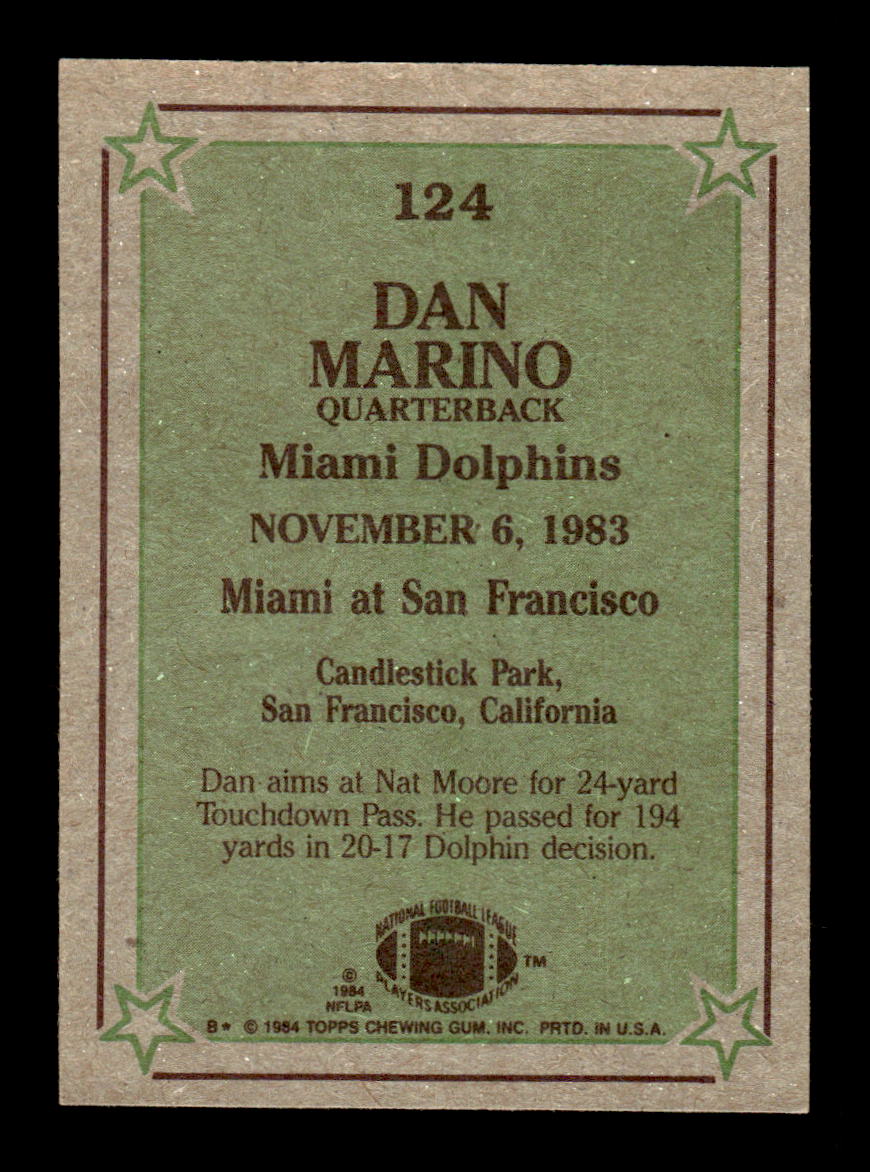 124
DAN
MARINO
QUARTERBACK
Miami Dolphins
NOVEMBER 6, 1983
Miami at San Francisco
Candlestick Park,
San Francisco, California
Dan aims at Nat Moore for 24-yard
Touchdown Pass. He passed for 194
yards in 20-17 Dolphin decision.
NATIONAL FOOTBALL LEAGUE
PLAYERS ASSOCIATION
TM
©
1984
NFLPA
B* © 1984 TOPPS CHEWING GUM, INC. PRTD. IN U.S.A.